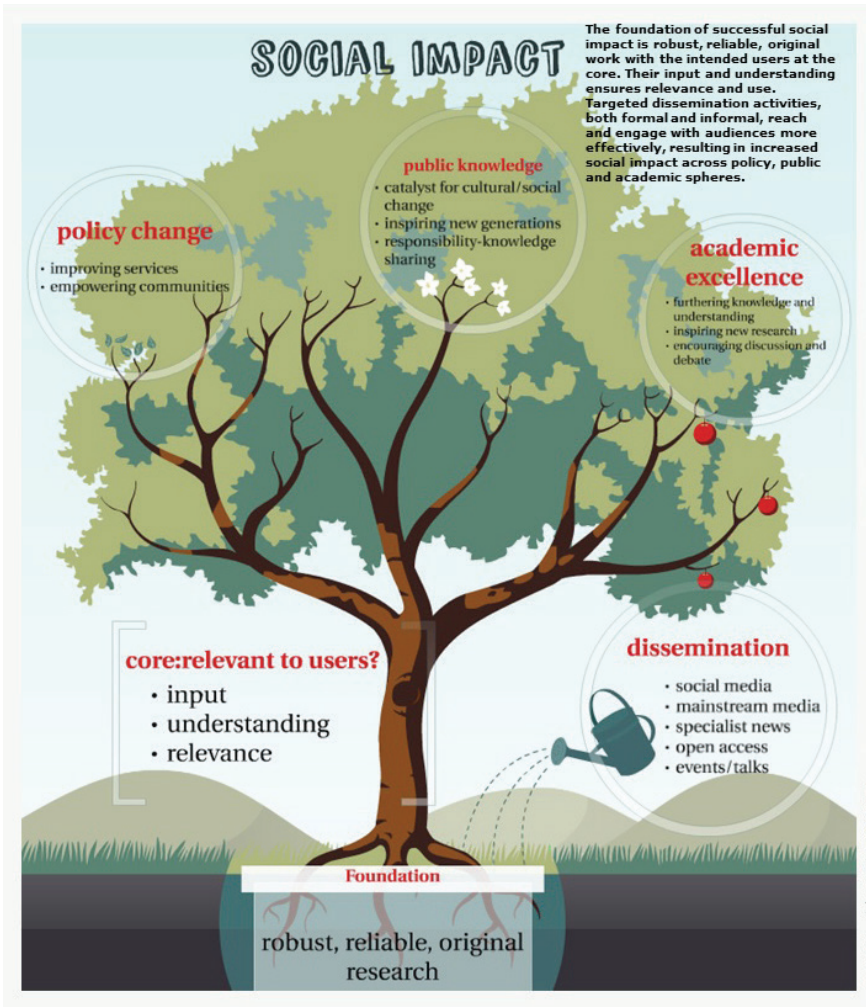 SOCIAL IMPACT
The foundation of successful social
impact is robust, reliable, original
work with the intended users at the
core. Their input and understanding
ensures relevance and use.
Targeted dissemination activities,
both formal and informal, reach
and engage with audiences more
effectively, resulting in increased
social impact across policy, public
and academic spheres.
public knowledge
• catalyst for cultural/social
change
• inspiring new generations
• responsibility-knowledge
sharing
policy change
• improving services
• empowering communities
academic
excellence
• furthering knowledge and
understanding
• inspiring new research
• encouraging discussion and
debate
core:relevant to users?
• input
• understanding
• relevance
dissemination
• social media
• mainstream media
• specialist news
• open access
• events/talks
Foundation
robust, reliable, original
research